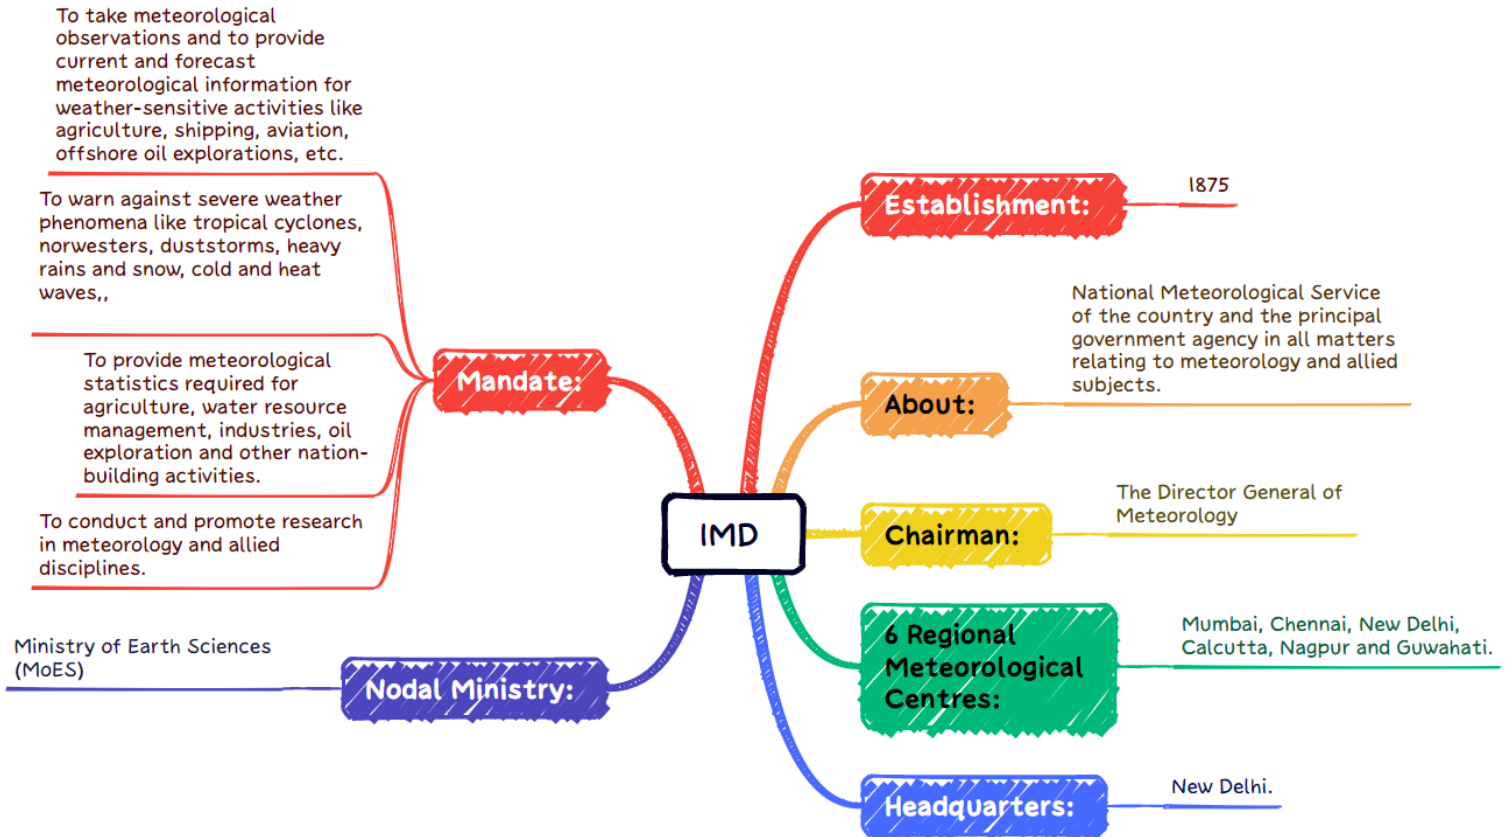 To take meteorological
observations and to provide
current and forecast
meteorological information for
weather-sensitive activities like
agriculture, shipping, aviation,
offshore oil explorations, etc.
To warn against severe weather
phenomena like tropical cyclones,
norwesters, duststorms, heavy
rains and snow, cold and heat
waves,,
To provide meteorological
statistics required for
agriculture, water resource
management, industries, oil
exploration and other nation-
building activities.
To conduct and promote research
in meteorology and allied
disciplines.
Mandate:
Ministry of Earth Sciences
(MoES)
Nodal Ministry:
IMD
Establishment:
1875
About:
National Meteorological Service
of the country and the principal
government agency in all matters
relating to meteorology and allied
subjects.
Chairman:
The Director General of
Meteorology
6 Regional
Meteorological
Centres:
Mumbai, Chennai, New Delhi,
Calcutta, Nagpur and Guwahati.
Headquarters:
New Delhi.